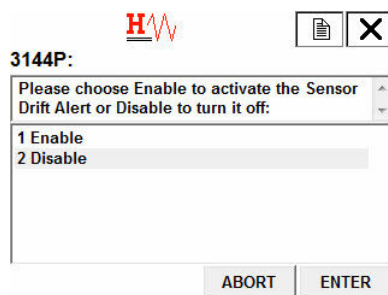 H
3144P:
Please choose Enable to activate the Sensor
Drift Alert or Disable to turn it off:
1 Enable
2 Disable
ABORT ENTER